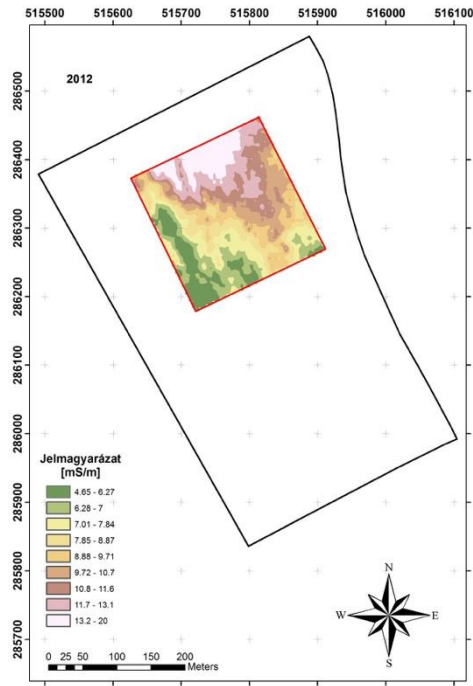 515500 515600 515700 515800 515900 516000 516100
2012
286500
286400
286300
286200
286100
286000
285900
285800
285700
Jelmagyarázat
[mS/m]
4.65 - 6.27
6.28 - 7
7.01 - 7.84
7.85 - 8.87
8.88 - 9.71
9.72 - 10.7
10.8 - 11.6
11.7 - 13.1
13.2 - 20
0 25 50 100 150 200
Meters
N
W E
S